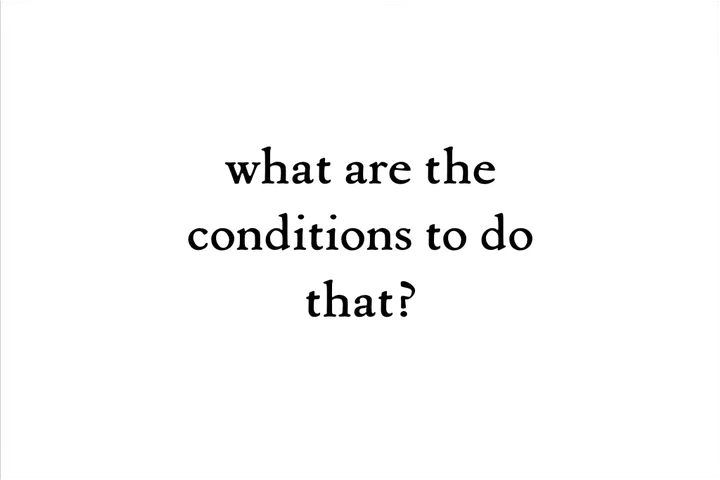 what are the
conditions to do
that?